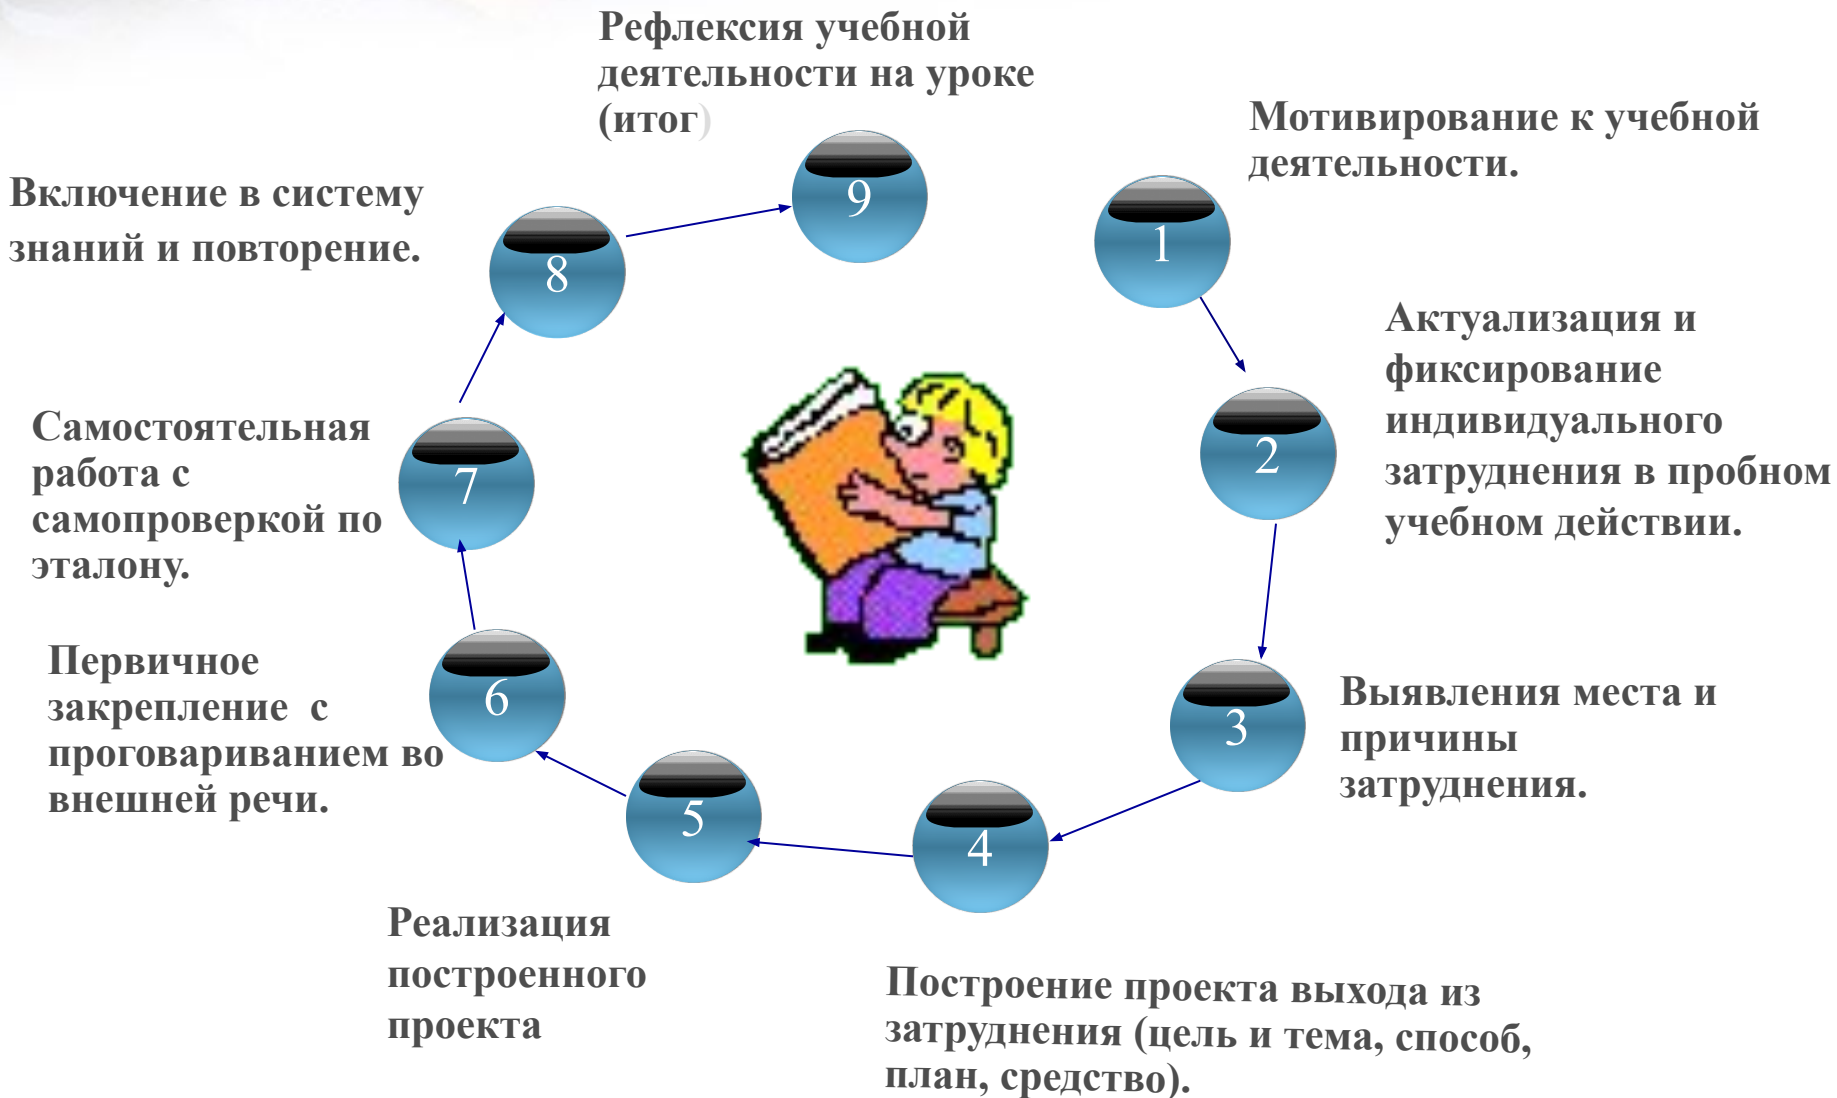 Рефлексия учебной
деятельности на уроке
(итог)
9
Мотивирование к учебной
деятельности.
1
Актуализация и
фиксирование
индивидуального
затруднения в пробном
учебном действии.
2
Выявления места и
причины
затруднения.
3
Построение проекта выхода из
затруднения (цель и тема, способ,
план, средство).
4
Реализация
построенного
проекта
5
Первичное
закрепление с
проговариванием во
внешней речи.
6
Самостоятельная
работа с
самопроверкой по
эталону.
7
Включение в систему
знаний и повторение.
8